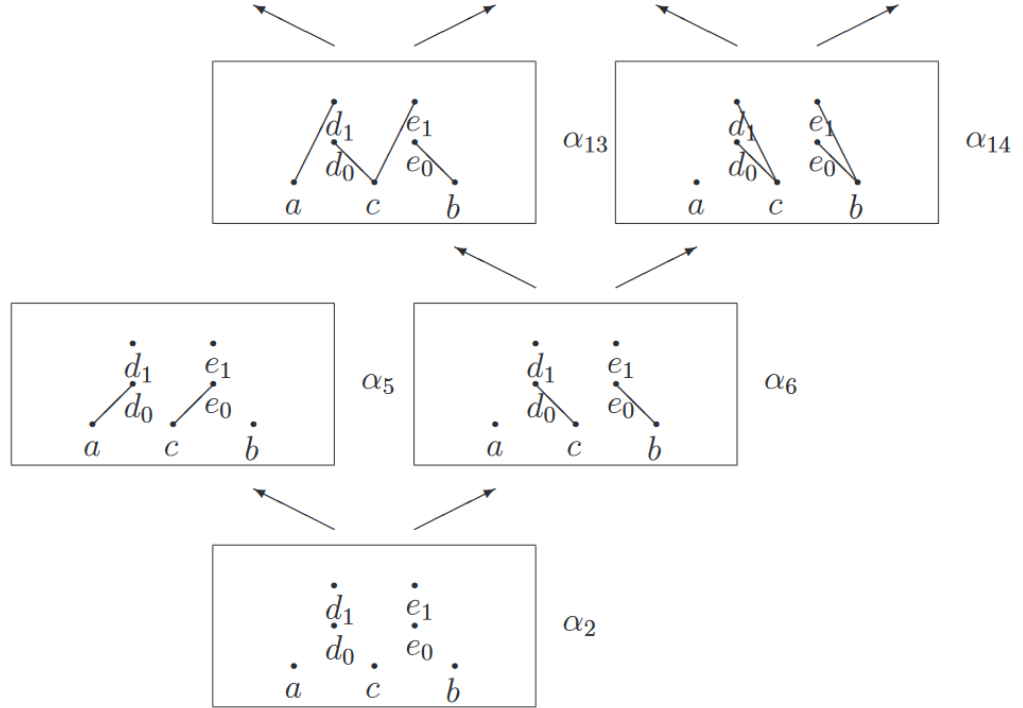 d₁ e₁ d₁ e₁ α₁₃ α₁₄
d₀ e₀ d₀ e₀
a c b a c b
d₁ e₁ d₁ e₁ α₅ α₆
d₀ e₀ d₀ e₀
a c b a c b
d₁ e₁ α₂
d₀ e₀
a c b